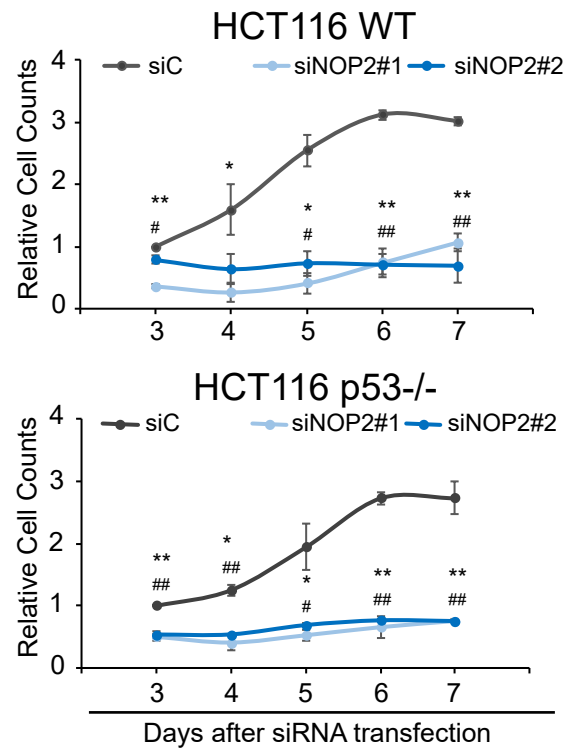 HCT116 WT
siC siNOP2#1 siNOP2#2
Relative Cell Counts
4
3
2
1
0
** * * ** **
# # ## ##
3 4 5 6 7
HCT116 p53-/-
siC siNOP2#1 siNOP2#2
Relative Cell Counts
4
3
2
1
0
** * * ** **
## ## # ## ##
3 4 5 6 7
Days after siRNA transfection